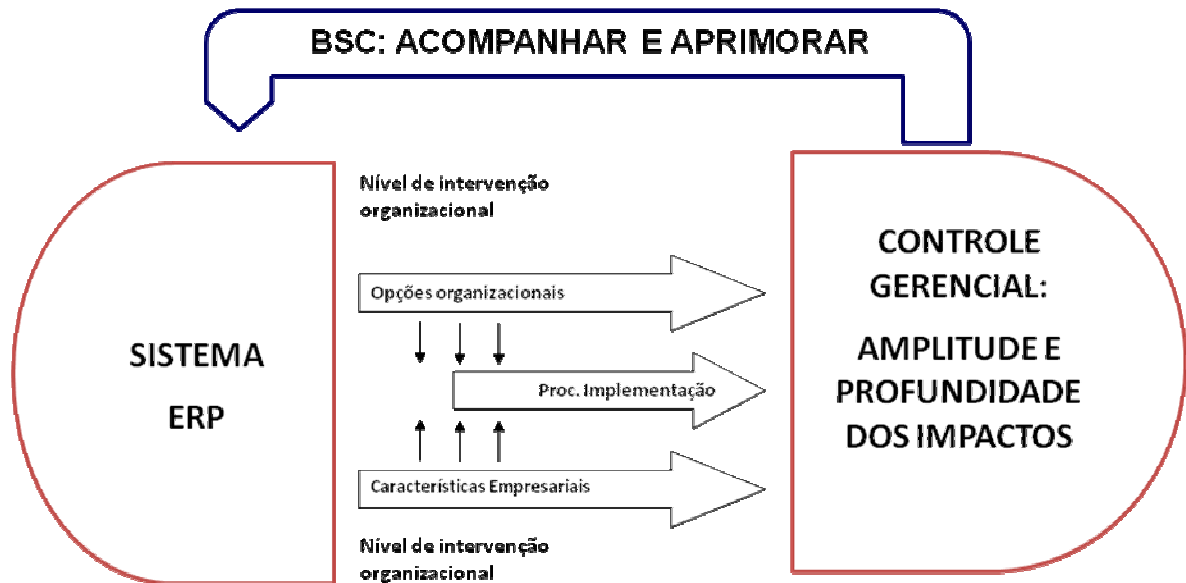 BSC: ACOMPANHAR E APRIMORAR
Nível de intervenção
organizacional
Opções organizacionais
Proc. Implementação
Características Empresariais
Nível de intervenção
organizacional
SISTEMA
ERP
CONTROLE
GERENCIAL:
AMPLITUDE E
PROFUNDIDADE
DOS IMPACTOS